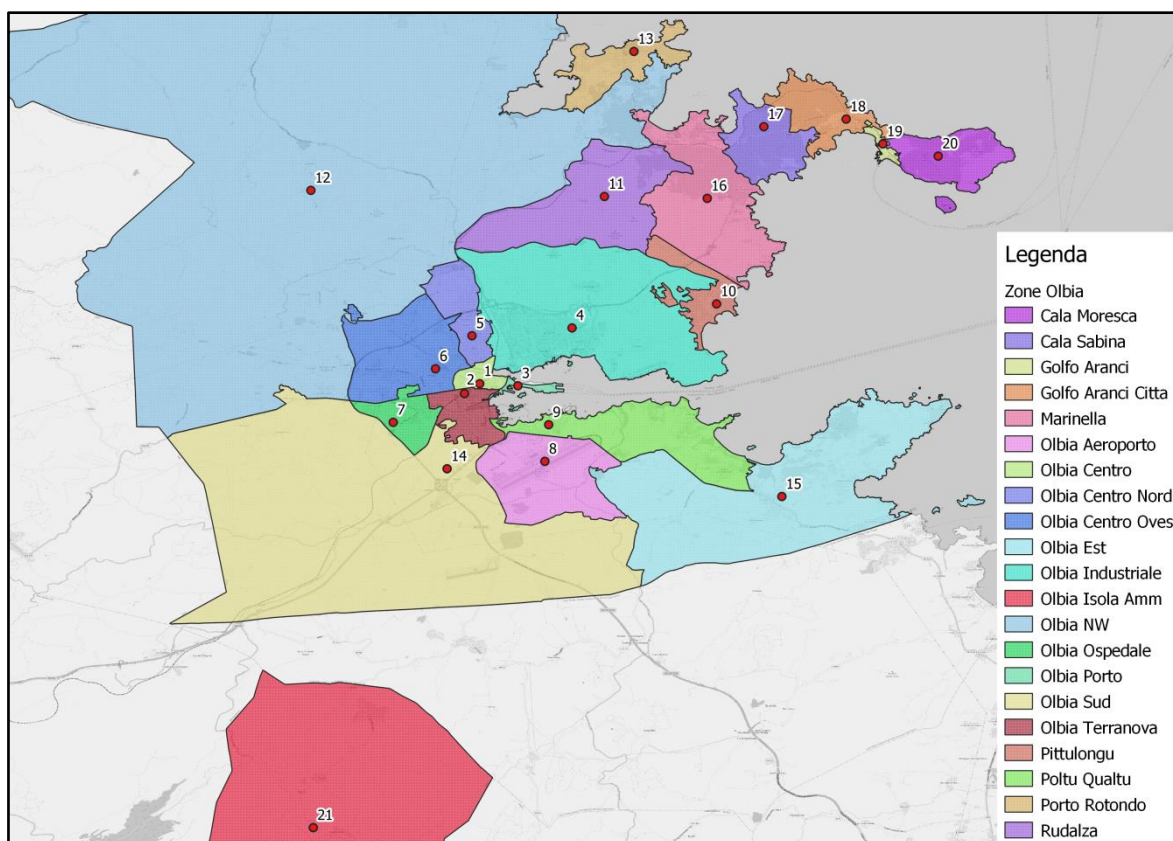 13
18
17
19
20
12
11
16
10
5
4
6
1
3
2
7
9
8
14
15
21
Legenda
Zone Olbia
Cala Moresca
Cala Sabina
Golfo Aranci
Golfo Aranci Citta
Marinella
Olbia Aeroporto
Olbia Centro
Olbia Centro Nord
Olbia Centro Oves
Olbia Est
Olbia Industriale
Olbia Isola Amm
Olbia NW
Olbia Ospedale
Olbia Porto
Olbia Sud
Olbia Terranova
Pittulongu
Poltu Qualtu
Porto Rotondo
Rudalza